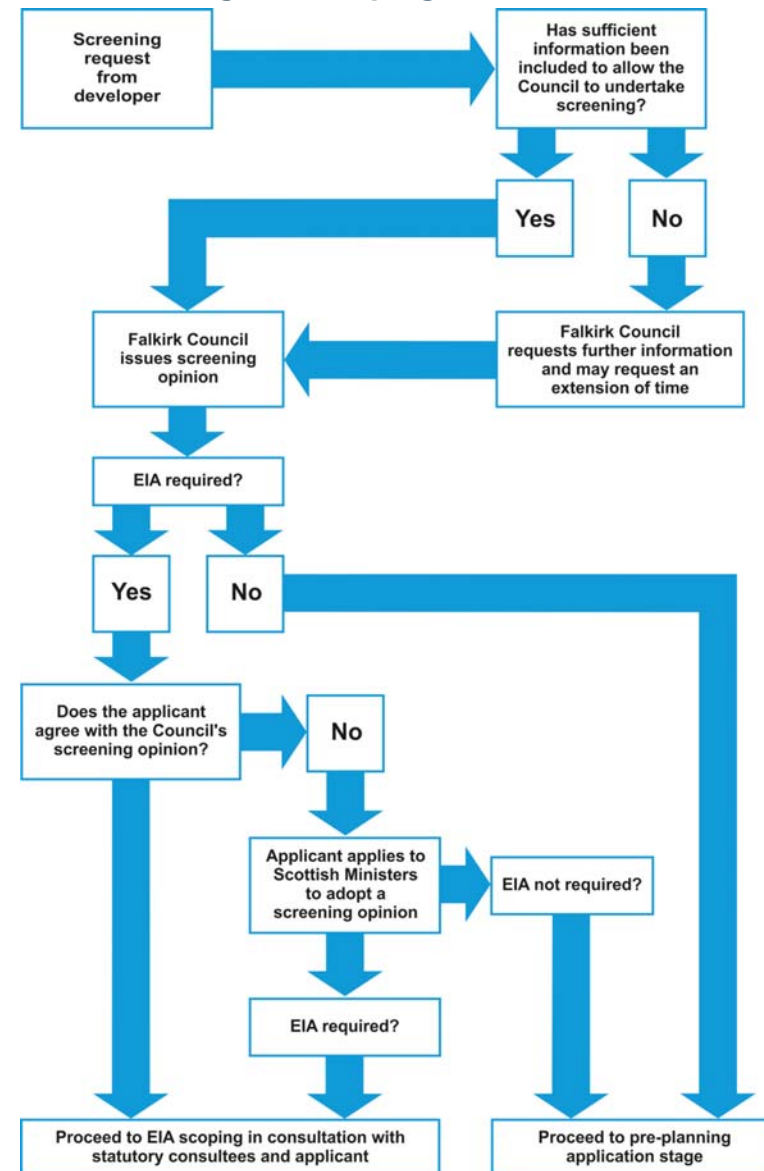 Screening
request
from
developer
Has sufficient
information been
included to allow the
Council to undertake
screening?
Yes
No
Falkirk Council
issues screening
opinion
Falkirk Council
requests further information
and may request an
extension of time
EIA required?
Yes
No
Does the applicant
agree with the Council's
screening opinion?
No
Applicant applies to
Scottish Ministers
to adopt a
screening opinion
EIA not required?
EIA required?
Proceed to EIA scoping in consultation with
statutory consultees and applicant
Proceed to pre-planning
application stage